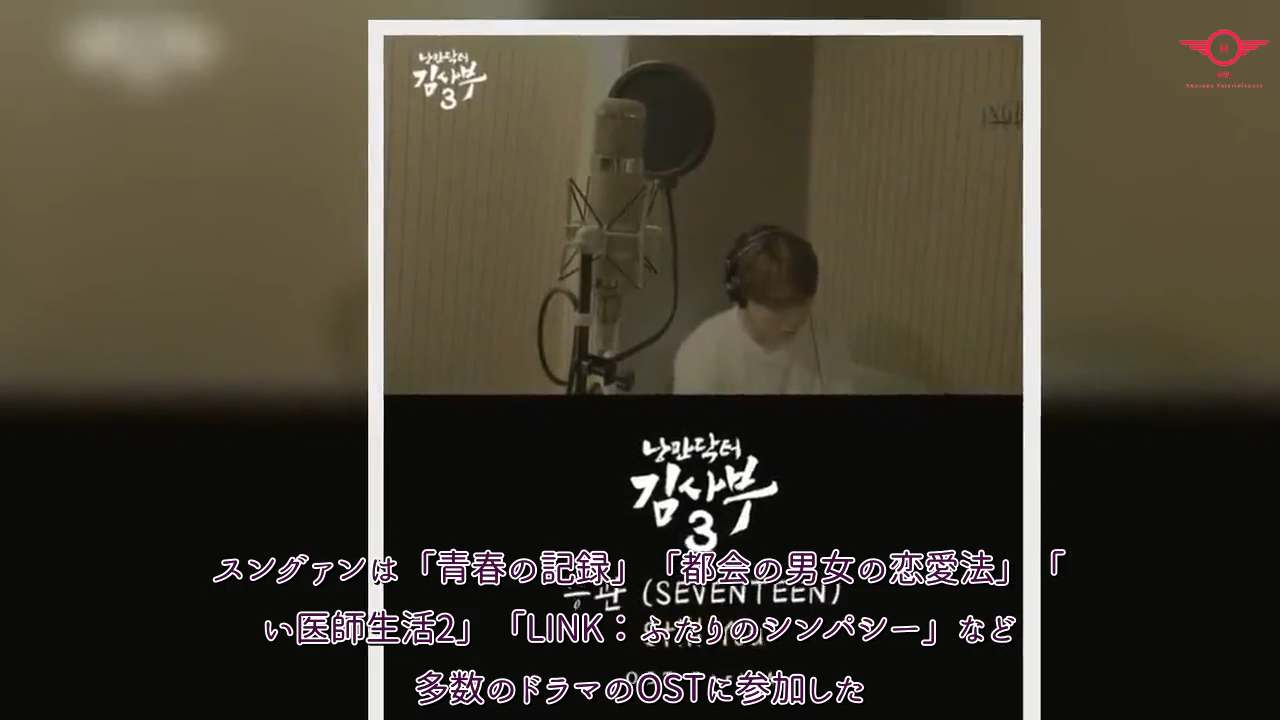 낭만닥터
김사부
3
낭만닥터
김사부
3
スングァンは「青春の記録」「都会の男女の恋愛法」「
(SEVENTEEN)
い医師生活2」「LINK：ふたりのシンパシー」など
多数のドラマのOSTに参加した